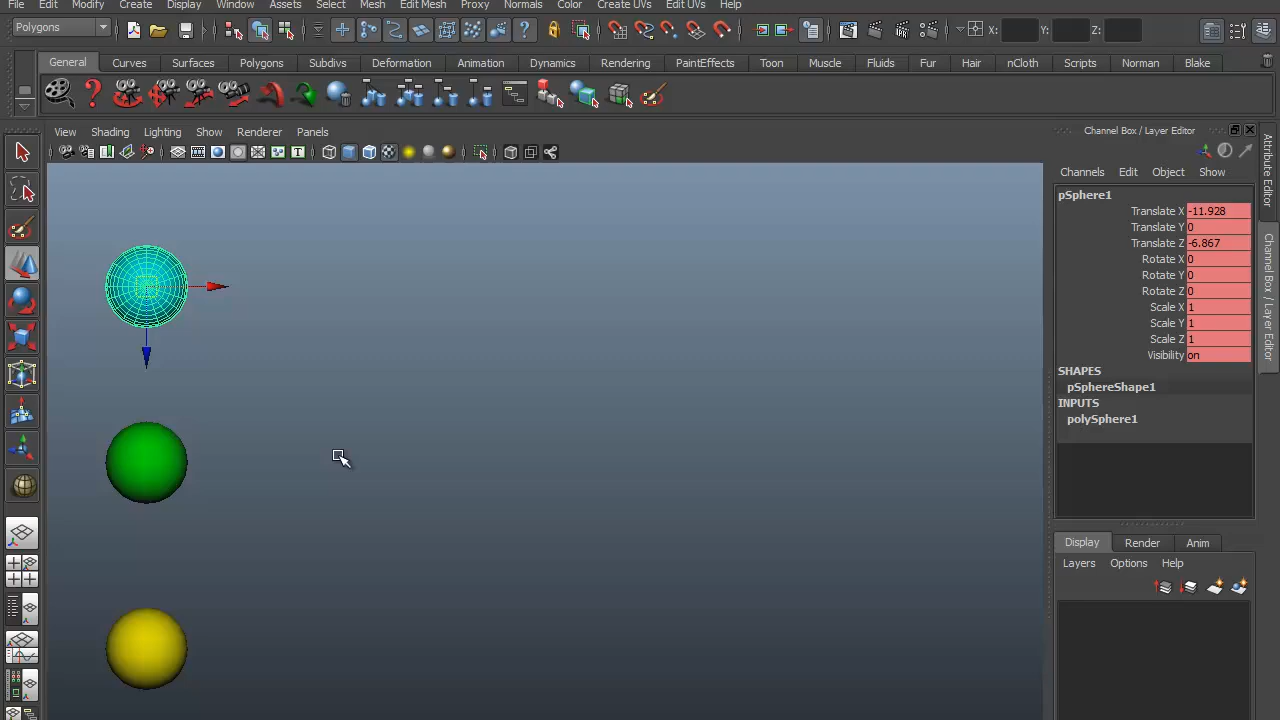 File Edit Modify Create Display Window Assets Select Mesh Edit Mesh Proxy Normals Color Create UVs Edit UVs Help
Polygons X: Y: Z:
General Curves Surfaces Polygons Subdivs Deformation Animation Dynamics Rendering PaintEffects Toon Muscle Fluids Fur Hair nCloth Scripts Norman Blake
View Shading Lighting Show Renderer Panels
Channel Box / Layer Editor
Channels Edit Object Show
pSphere1
Translate X -11.928
Translate Y 0
Translate Z -6.867
Rotate X 0
Rotate Y 0
Rotate Z 0
Scale X 1
Scale Y 1
Scale Z 1
Visibility on
SHAPES
pSphereShape1
INPUTS
polySphere1
Display Render Anim
Layers Options Help
Attribute Editor
Channel Box / Layer Editor